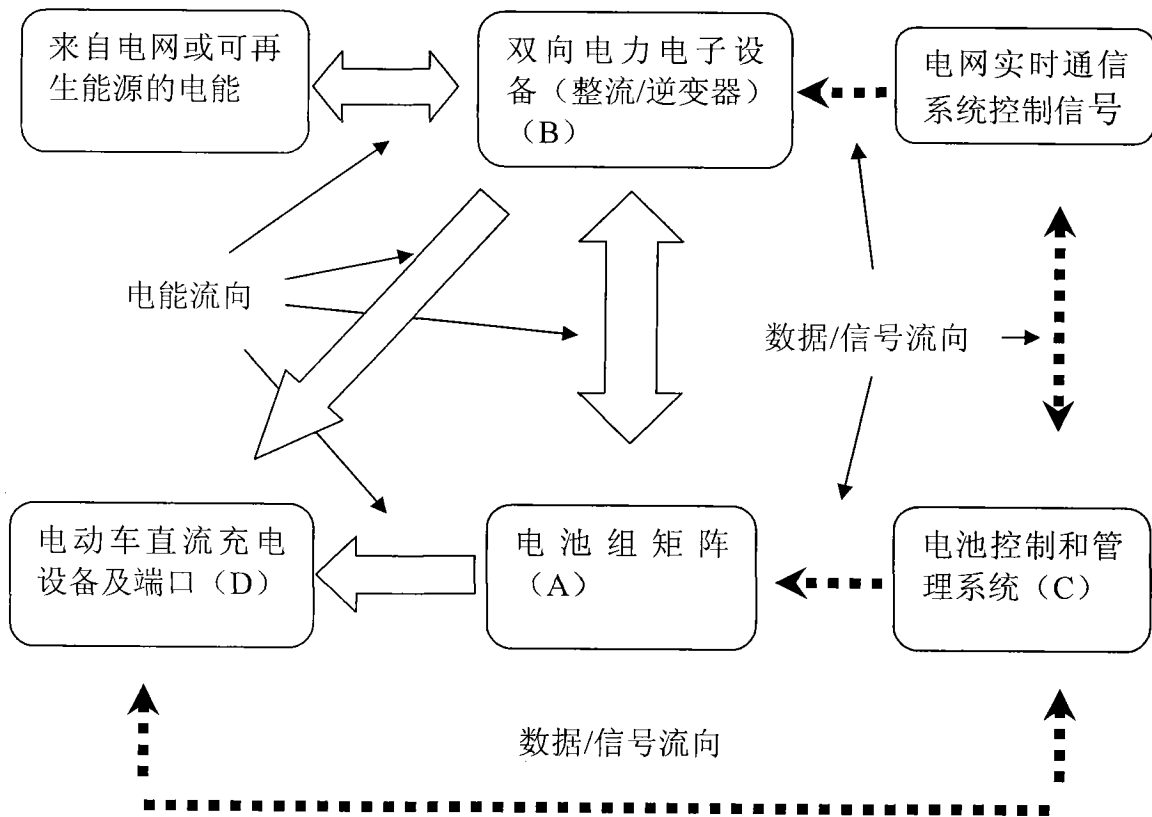 来自电网或可再
生能源的电能
双向电力电子设
备（整流/逆变器）
（B）
电网实时通信
系统控制信号
电能流向
数据/信号流向
电动车直流充电
设备及端口（D）
电池组矩阵
（A）
电池控制和管
理系统（C）
数据/信号流向